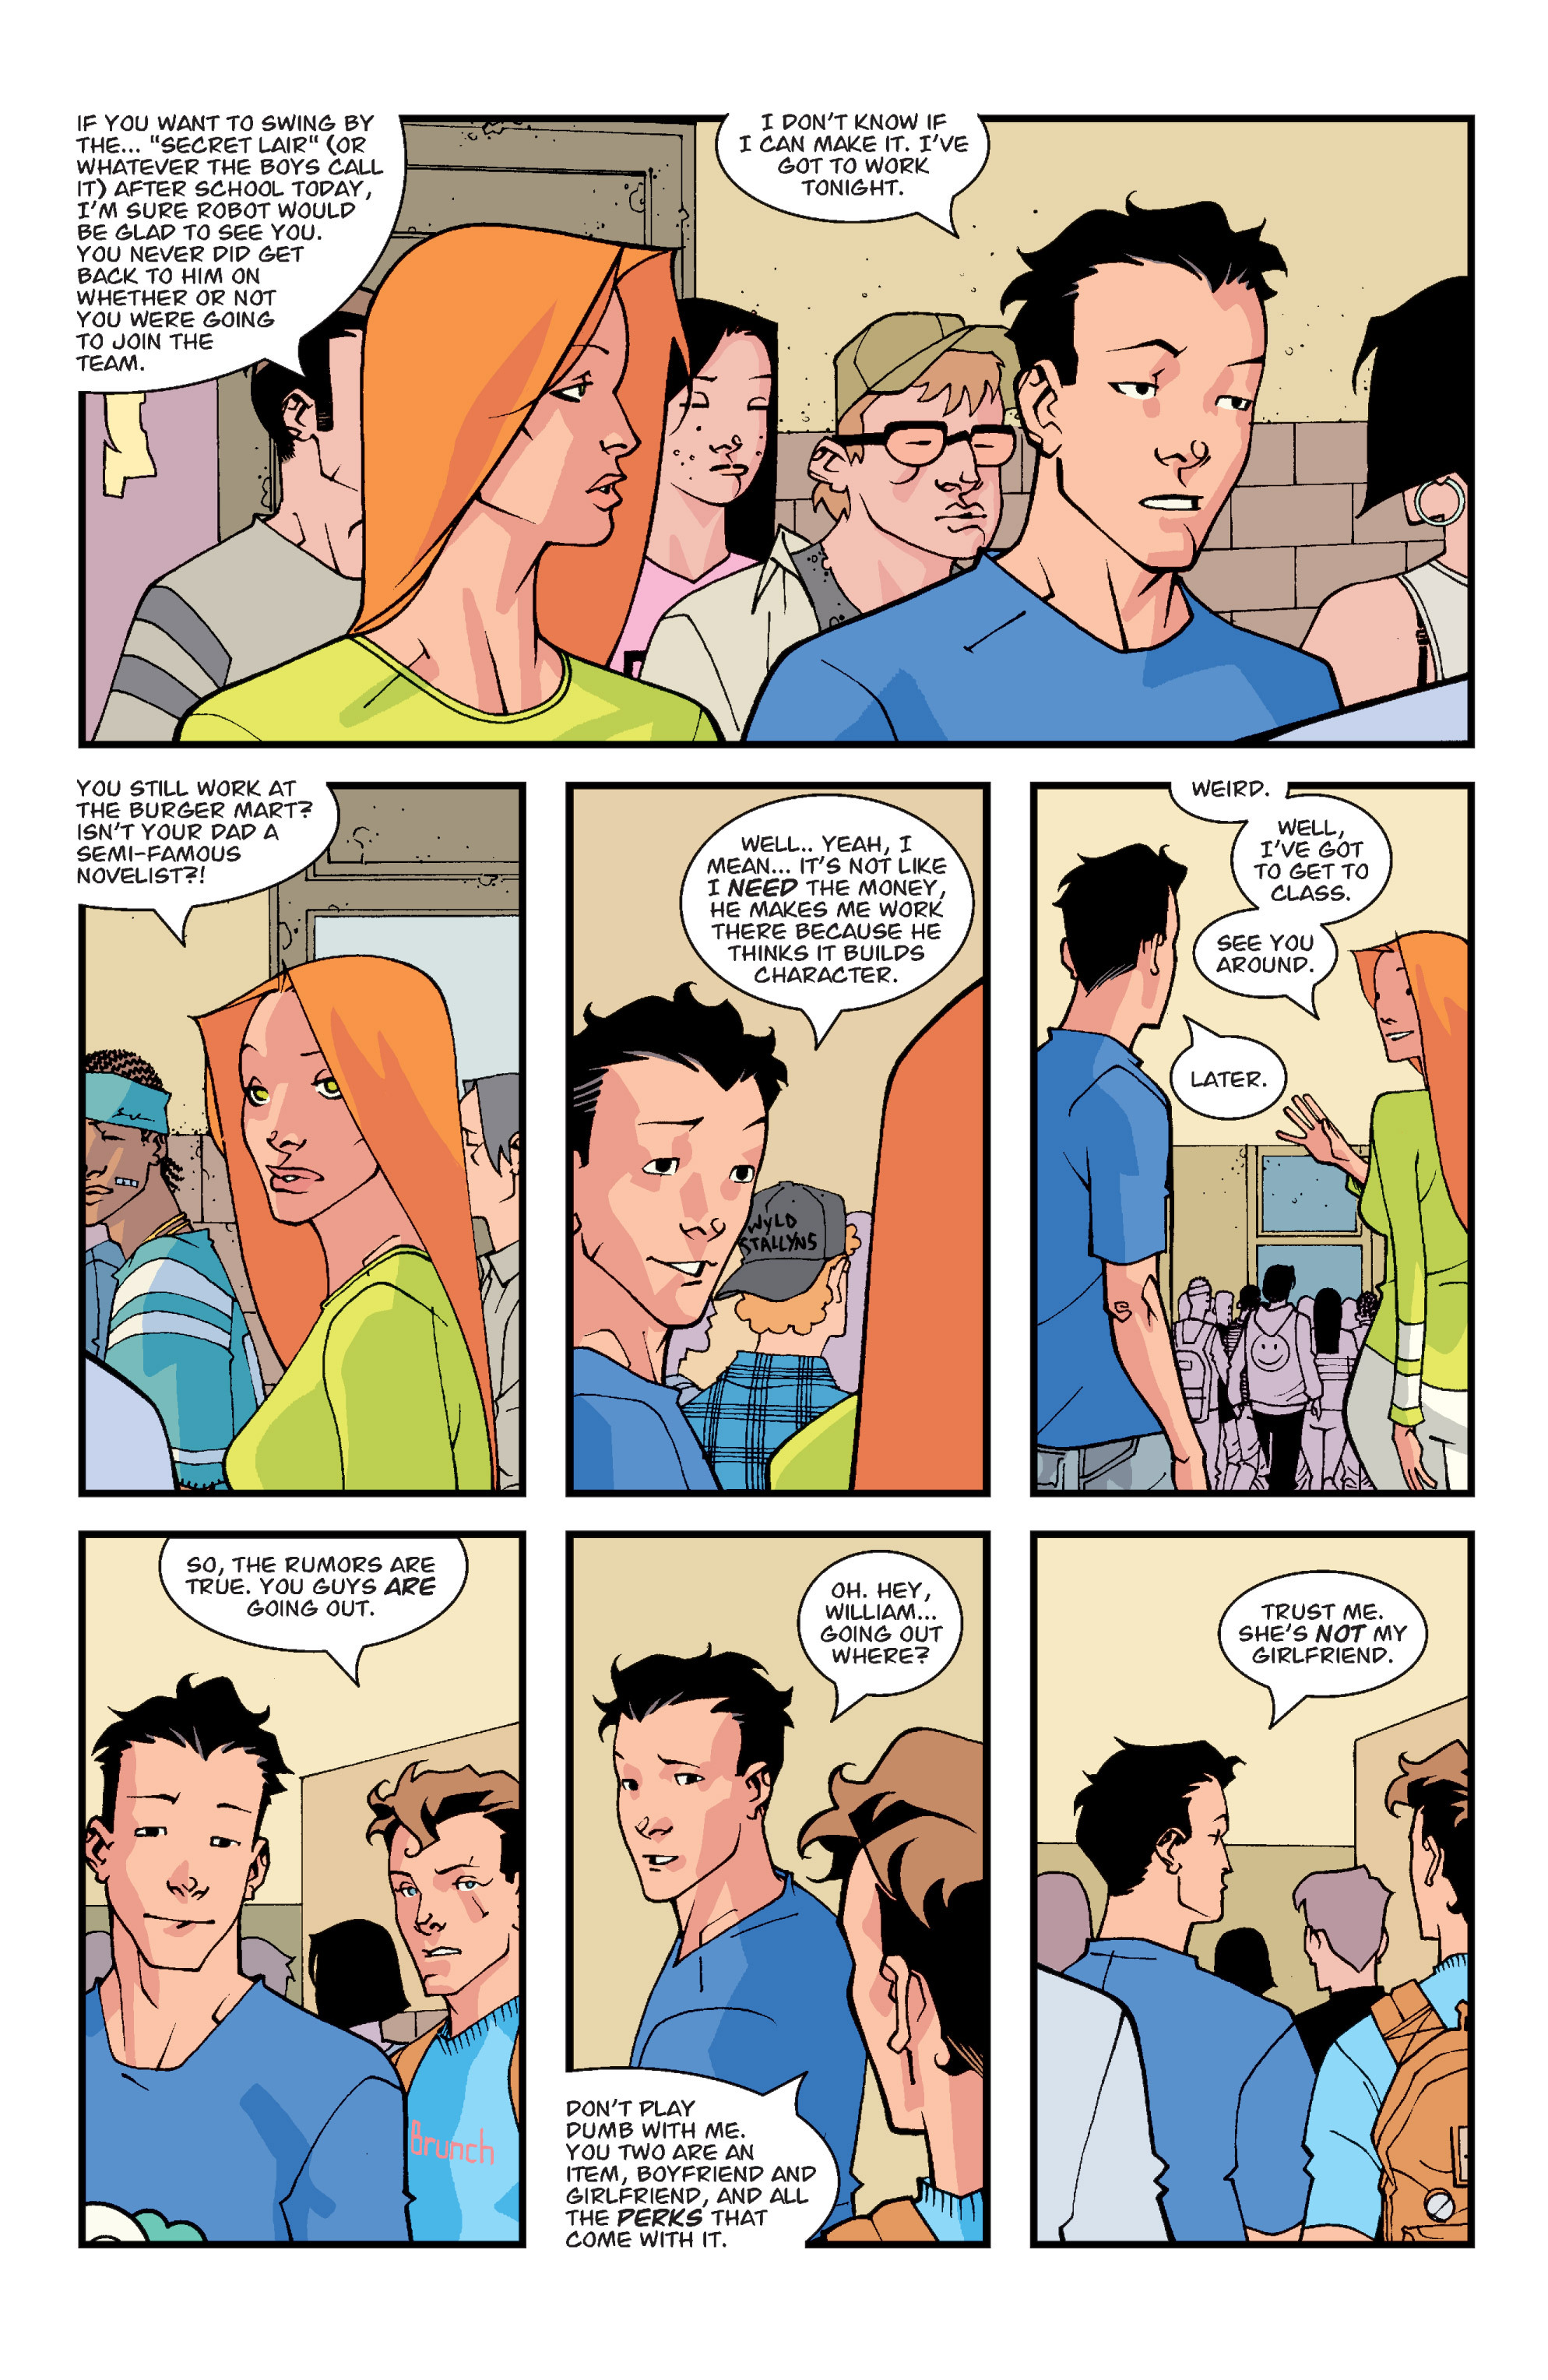 IF YOU WANT TO SWING BY
THE... "SECRET LAIR" (OR
WHATEVER THE BOYS CALL
IT) AFTER SCHOOL TODAY,
I'M SURE ROBOT WOULD
BE GLAD TO SEE YOU.
YOU NEVER DID GET
BACK TO HIM ON
WHETHER OR NOT
YOU WERE GOING
TO JOIN THE
TEAM.
I DON'T KNOW IF
I CAN MAKE IT. I'VE
GOT TO WORK
TONIGHT.
YOU STILL WORK AT
THE BURGER MART?
ISN'T YOUR DAD A
SEMI-FAMOUS
NOVELIST?!
WELL.. YEAH, I
MEAN... IT'S NOT LIKE
I NEED THE MONEY,
HE MAKES ME WORK
THERE BECAUSE HE
THINKS IT BUILDS
CHARACTER.
WYLD
STALLYNS
WEIRD.
WELL,
I'VE GOT
TO GET TO
CLASS.
SEE YOU
AROUND.
LATER.
SO, THE RUMORS ARE
TRUE. YOU GUYS ARE
GOING OUT.
Brunch
OH. HEY,
WILLIAM...
GOING OUT
WHERE?
DON'T PLAY
DUMB WITH ME.
YOU TWO ARE AN
ITEM, BOYFRIEND AND
GIRLFRIEND, AND ALL
THE PERKS THAT
COME WITH IT.
TRUST ME.
SHE'S NOT MY
GIRLFRIEND.